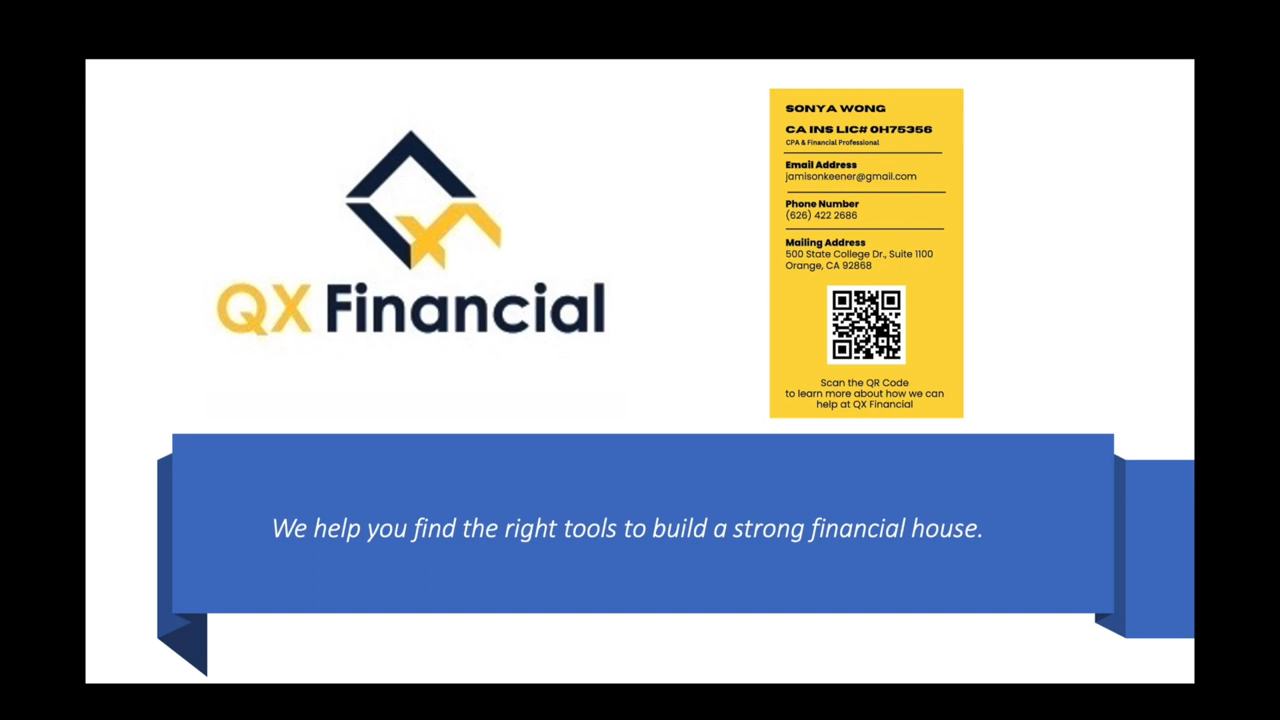 QX Financial
SONYA WONG
CA INS LIC# 0H75356
CPA & Financial Professional
Email Address
jamisonkeener@gmail.com
Phone Number
(626) 422 2686
Mailing Address
500 State College Dr., Suite 1100
Orange, CA 92868
Scan the QR Code
to learn more about how we can
help at QX Financial
We help you find the right tools to build a strong financial house.